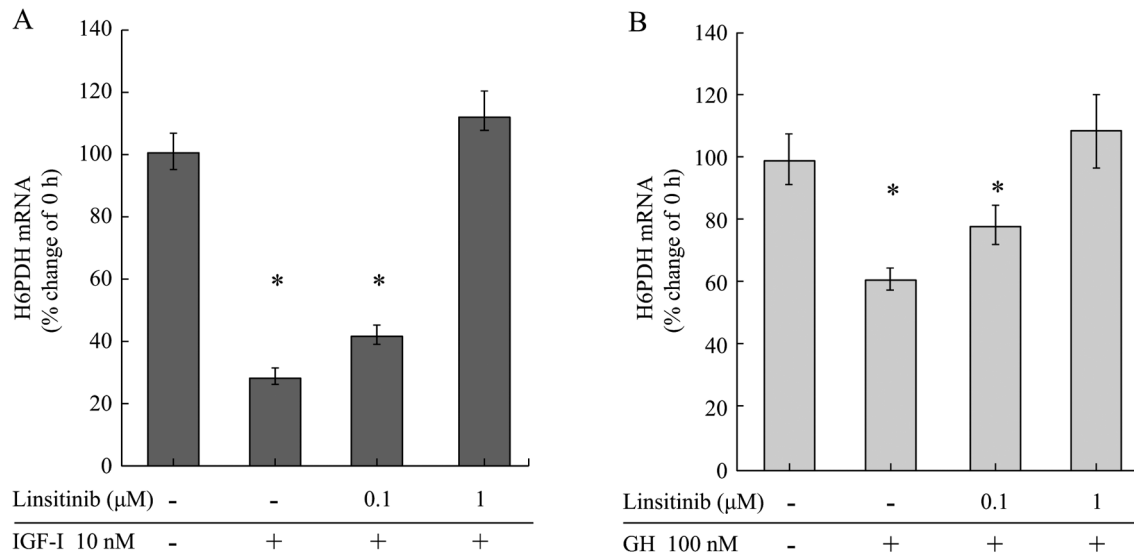 A
H6PDH mRNA
(% change of 0 h)
140
120
100
80
60
40
20
0
*
*
Linsitinib (μM) - - 0.1 1
IGF-I 10 nM - + + +
B
H6PDH mRNA
(% change of 0 h)
140
120
100
80
60
40
20
0
*
*
Linsitinib (μM) - - 0.1 1
GH 100 nM - + + +